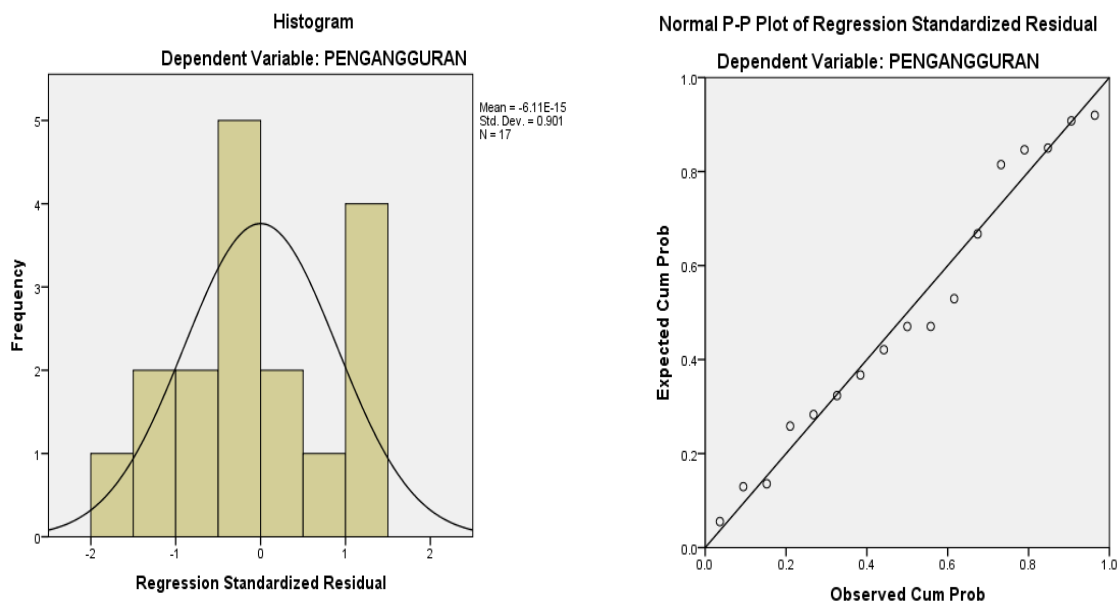 Histogram
Dependent Variable: PENGANGGURAN
Mean = -6.11E-15
Std. Dev. = 0.901
N = 17
Frequency
5
4
3
2
1
0
-2
-1
0
1
2
Regression Standardized Residual
Normal P-P Plot of Regression Standardized Residual
Dependent Variable: PENGANGGURAN
Expected Cum Prob
1.0
0.8
0.6
0.4
0.2
0.0
0.0
0.2
0.4
0.6
0.8
1.0
Observed Cum Prob